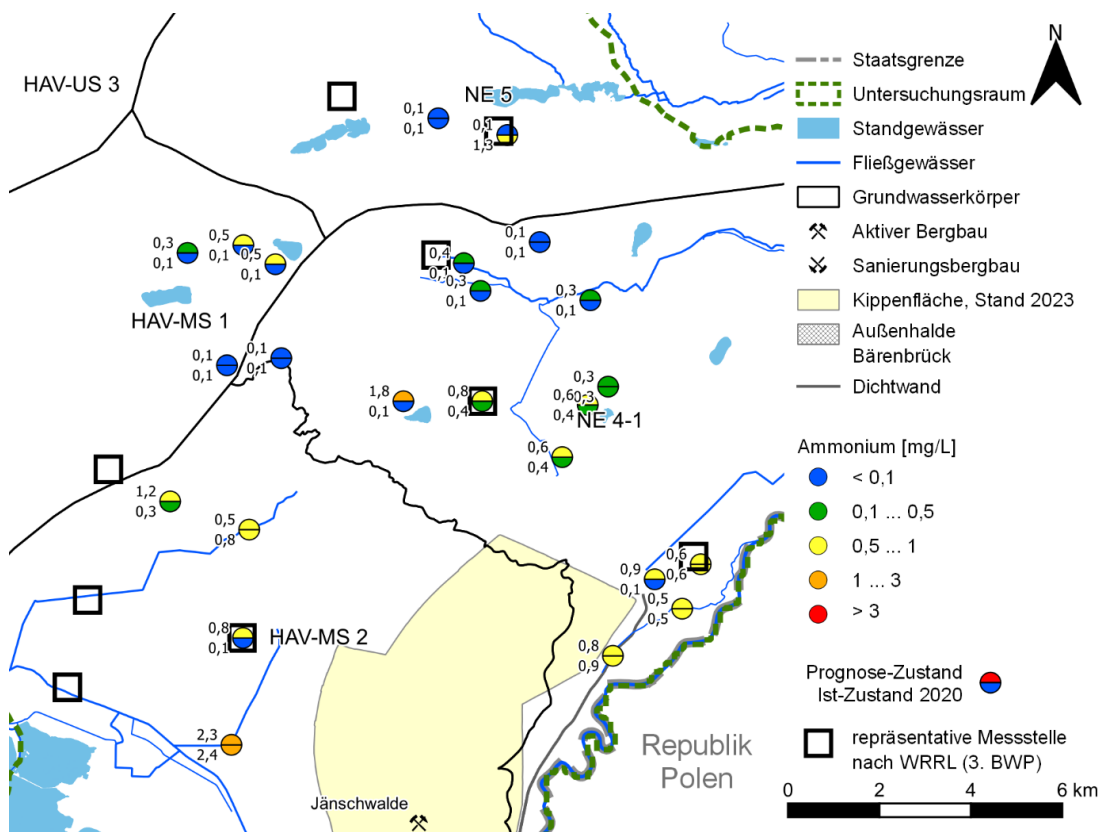 HAV-US 3
NE 5
0,1
0,1
0,1
1,3
0,3
0,1
0,5
0,1
0,5
0,1
0,1
0,1
0,4
0,1
0,3
0,1
0,3
0,1
HAV-MS 1
0,1
0,1
0,1
0,1
1,8
0,1
0,8
0,4
0,3
0,3
0,6
0,4
NE 4-1
0,6
0,4
1,2
0,3
0,5
0,8
0,6
0,6
0,9
0,1
0,5
0,5
0,8
0,1
HAV-MS 2
0,8
0,9
2,3
2,4
Republik
Polen
Jänschwalde
N
Staatsgrenze
Untersuchungsraum
Standgewässer
Fließgewässer
Grundwasserkörper
Aktiver Bergbau
Sanierungsbergbau
Kippenfläche, Stand 2023
Außenhalde
Bärenbrück
Dichtwand
Ammonium [mg/L]
< 0,1
0,1 ... 0,5
0,5 ... 1
1 ... 3
> 3
Prognose-Zustand
Ist-Zustand 2020
repräsentative Messstelle
nach WRRL (3. BWP)
0 2 4 6 km